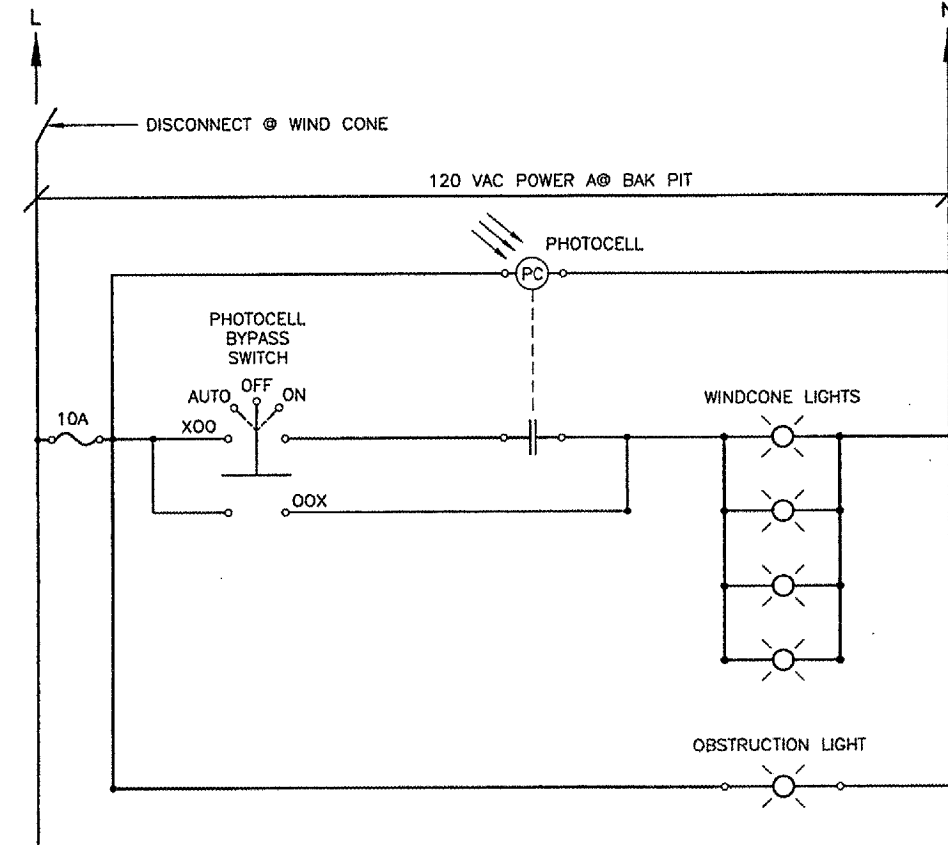 L
N
DISCONNECT @ WIND CONE
120 VAC POWER A@ BAK PIT
PHOTOCELL
PC
PHOTOCELL
BYPASS
SWITCH
AUTO OFF ON
10A
XOO
WINDCONE LIGHTS
OOX
OBSTRUCTION LIGHT